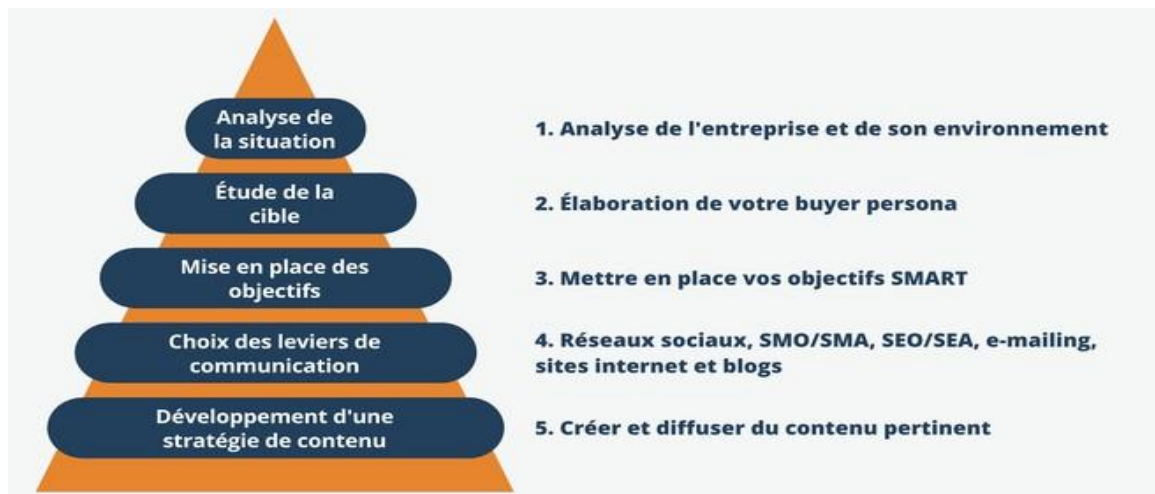 Analyse de
la situation
1. Analyse de l'entreprise et de son environnement
Étude de la
cible
2. Élaboration de votre buyer persona
Mise en place des
objectifs
3. Mettre en place vos objectifs SMART
Choix des leviers de
communication
4. Réseaux sociaux, SMO/SMA, SEO/SEA, e-mailing,
sites internet et blogs
Développement d'une
stratégie de contenu
5. Créer et diffuser du contenu pertinent